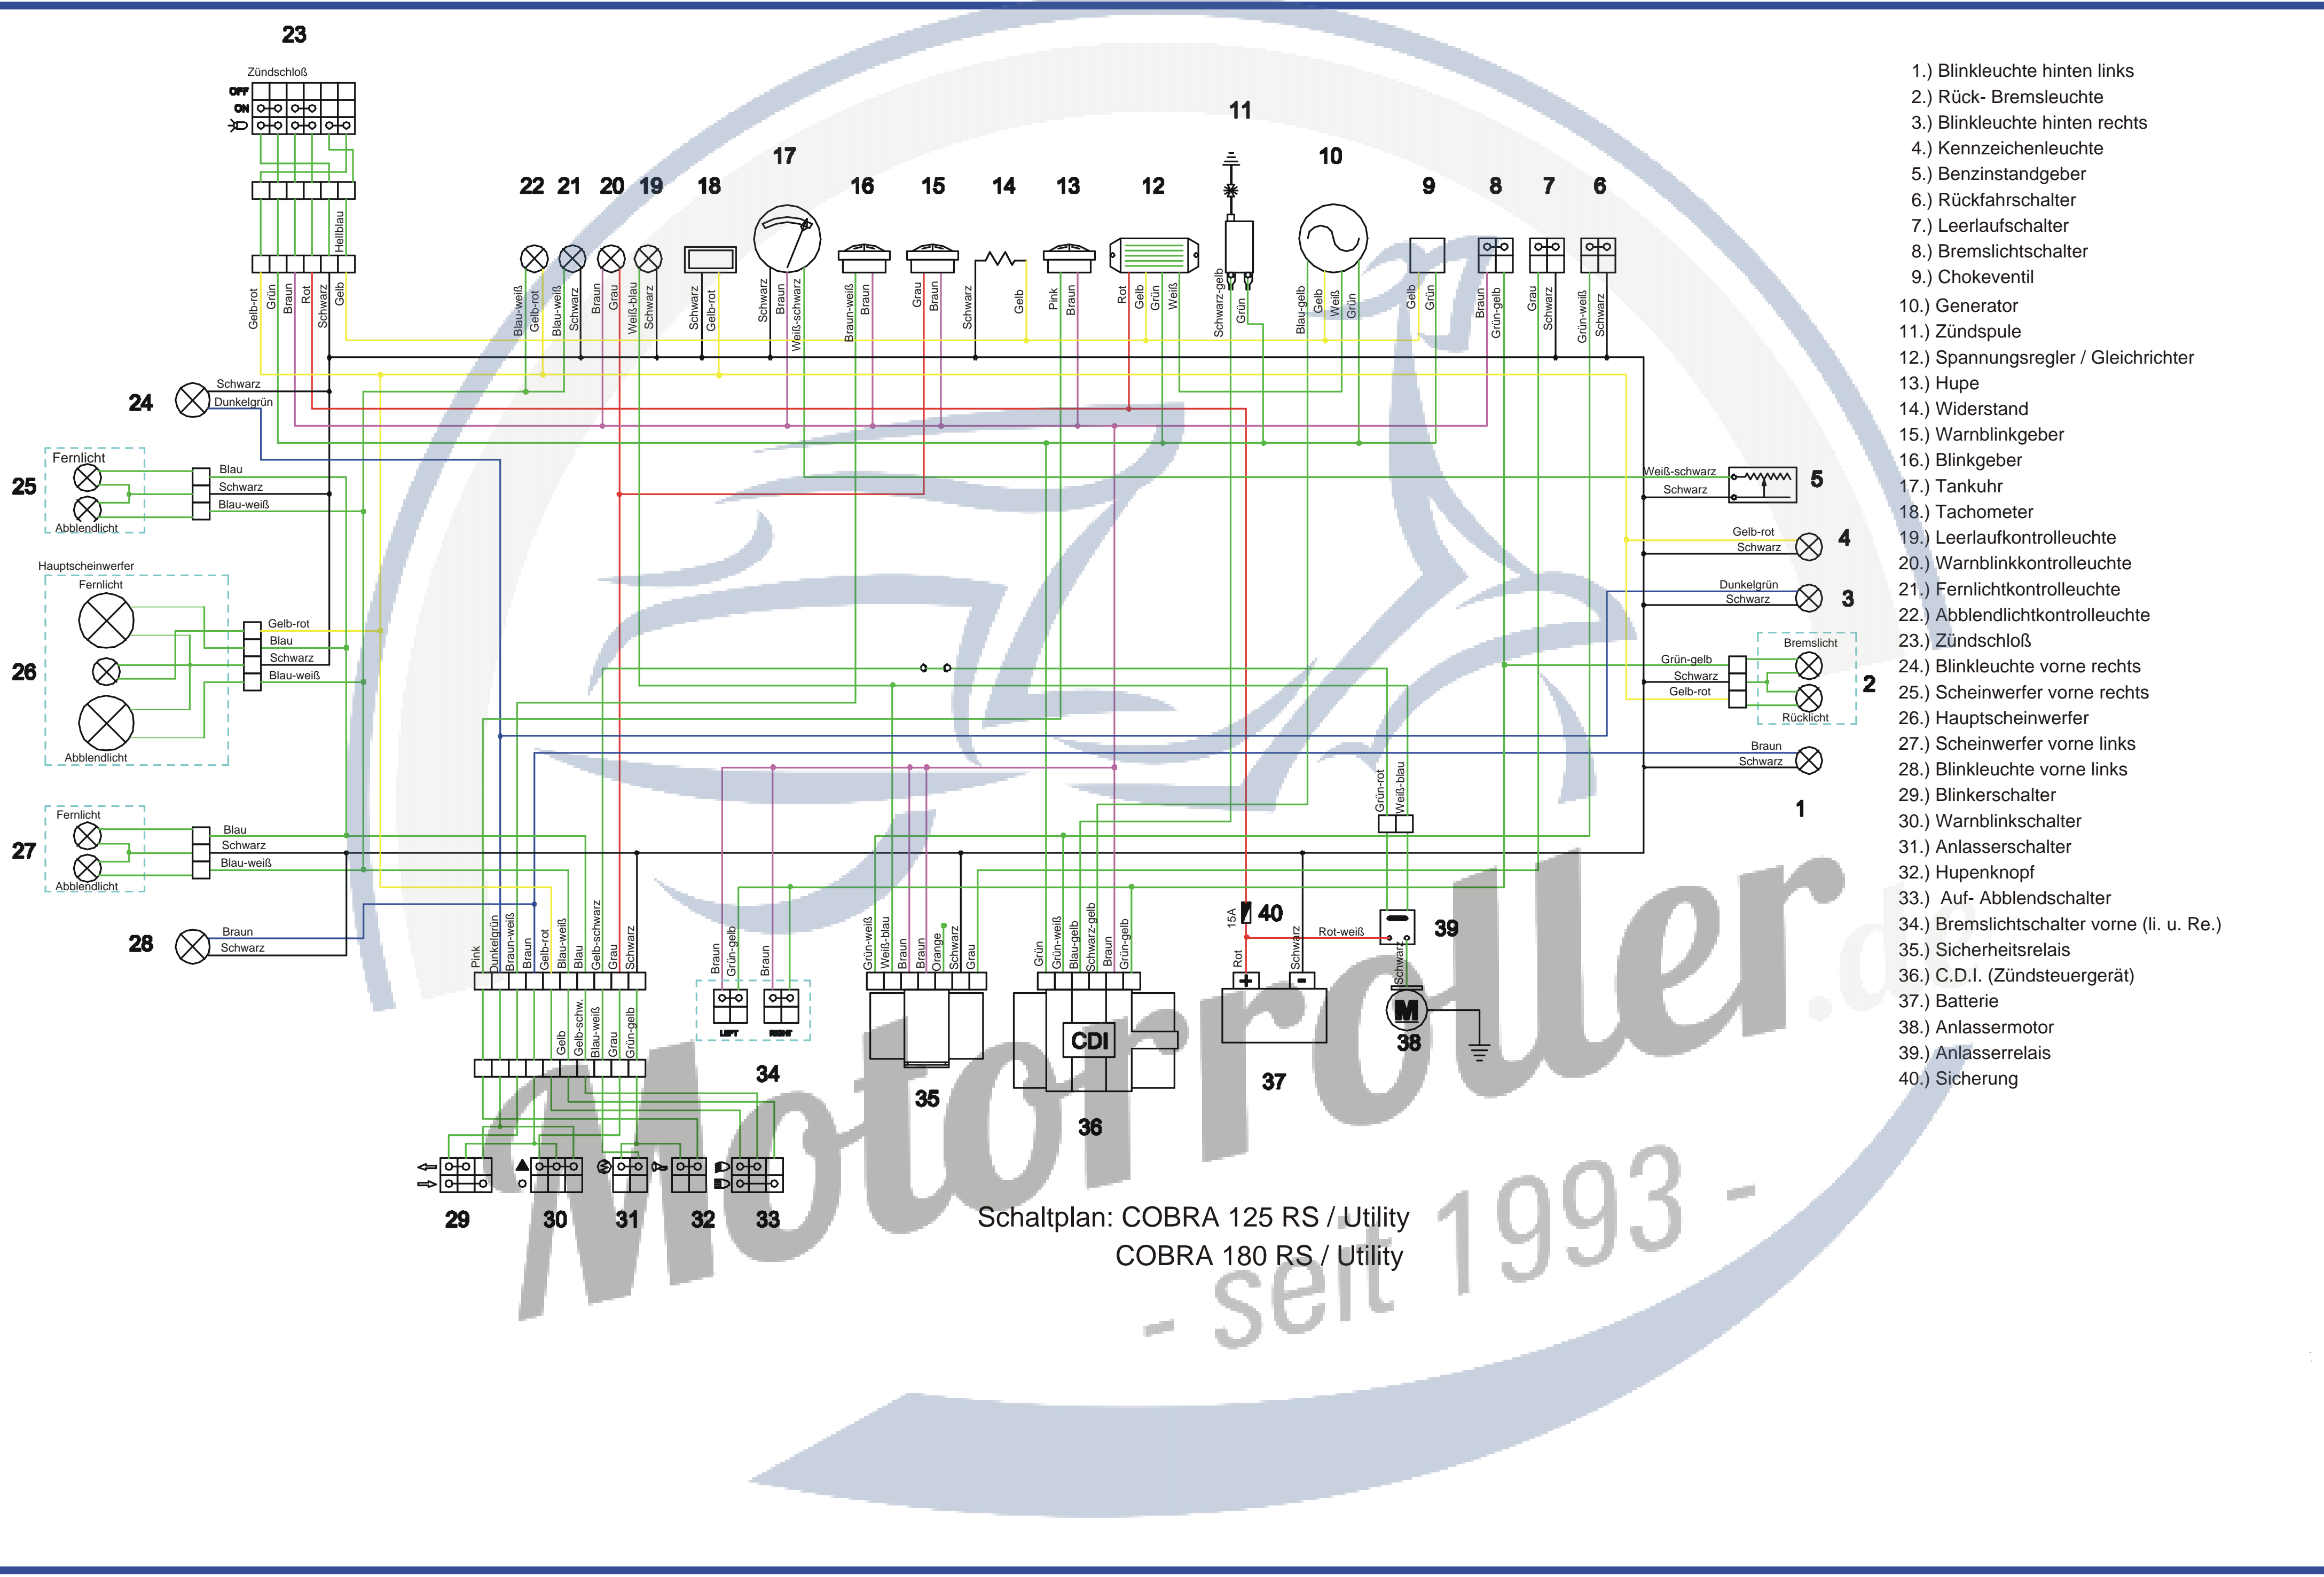 23
Zündschloß
OFF
ON
Hellblau
Gelb-rot
Grün
Braun
Rot
Schwarz
Gelb
22
21
20
19
18
17
16
15
14
13
12
11
10
9
8
7
6
Blau-weiß
Gelb-rot
Blau-weiß
Schwarz
Braun
Grau
Weiß-blau
Schwarz
Schwarz
Gelb-rot
Schwarz
Braun
Weiß-schwarz
Braun-weiß
Braun
Grau
Braun
Schwarz
Gelb
Pink
Braun
Rot
Gelb
Grün
Weiß
Schwarz-gelb
Grün
Blau-gelb
Gelb
Weiß
Grün
Gelb
Grün
Braun
Grün-gelb
Grau
Schwarz
Grün-weiß
Schwarz
24
Schwarz
Dunkelgrün
25
Fernlicht
Abblendlicht
Blau
Schwarz
Blau-weiß
Hauptscheinwerfer
26
Fernlicht
Abblendlicht
Gelb-rot
Blau
Schwarz
Blau-weiß
27
Fernlicht
Abblendlicht
Blau
Schwarz
Blau-weiß
28
Braun
Schwarz
Weiß-schwarz
Schwarz
5
Gelb-rot
Schwarz
4
Dunkelgrün
Schwarz
3
Bremslicht
Grün-gelb
Schwarz
Gelb-rot
Rücklicht
2
Braun
Schwarz
1
Grün-rot
Weiß-blau
Pink
Dunkelgrün
Braun-weiß
Braun
Gelb-rot
Blau-weiß
Blau
Gelb-schwarz
Grau
Schwarz
Gelb
Gelb-schw.
Blau-weiß
Grau
Grün-gelb
Braun
Grün-gelb
Braun
LEFT
RIGHT
34
Grün-weiß
Weiß-blau
Braun
Braun
Orange
Schwarz
Grau
35
Grün
Grün-weiß
Blau-gelb
Schwarz-gelb
Braun
Grün-gelb
CDI
36
15A
40
Rot
Schwarz
+
-
37
Rot-weiß
39
Schwarz
M
38
29
30
31
32
33
Schaltplan: COBRA 125 RS / Utility
COBRA 180 RS / Utility
1.) Blinkleuchte hinten links
2.) Rück- Bremsleuchte
3.) Blinkleuchte hinten rechts
4.) Kennzeichenleuchte
5.) Benzinstandgeber
6.) Rückfahrschalter
7.) Leerlaufschalter
8.) Bremslichtschalter
9.) Chokeventil
10.) Generator
11.) Zündspule
12.) Spannungsregler / Gleichrichter
13.) Hupe
14.) Widerstand
15.) Warnblinkgeber
16.) Blinkgeber
17.) Tankuhr
18.) Tachometer
19.) Leerlaufkontrolleuchte
20.) Warnblinkkontrolleuchte
21.) Fernlichtkontrolleuchte
22.) Abblendlichtkontrolleuchte
23.) Zündschloß
24.) Blinkleuchte vorne rechts
25.) Scheinwerfer vorne rechts
26.) Hauptscheinwerfer
27.) Scheinwerfer vorne links
28.) Blinkleuchte vorne links
29.) Blinkerschalter
30.) Warnblinkschalter
31.) Anlasserschalter
32.) Hupenknopf
33.) Auf- Abblendschalter
34.) Bremslichtschalter vorne (li. u. Re.)
35.) Sicherheitsrelais
36.) C.D.I. (Zündsteuergerät)
37.) Batterie
38.) Anlassermotor
39.) Anlasserrelais
40.) Sicherung
Motorroller.de
- seit 1993 -